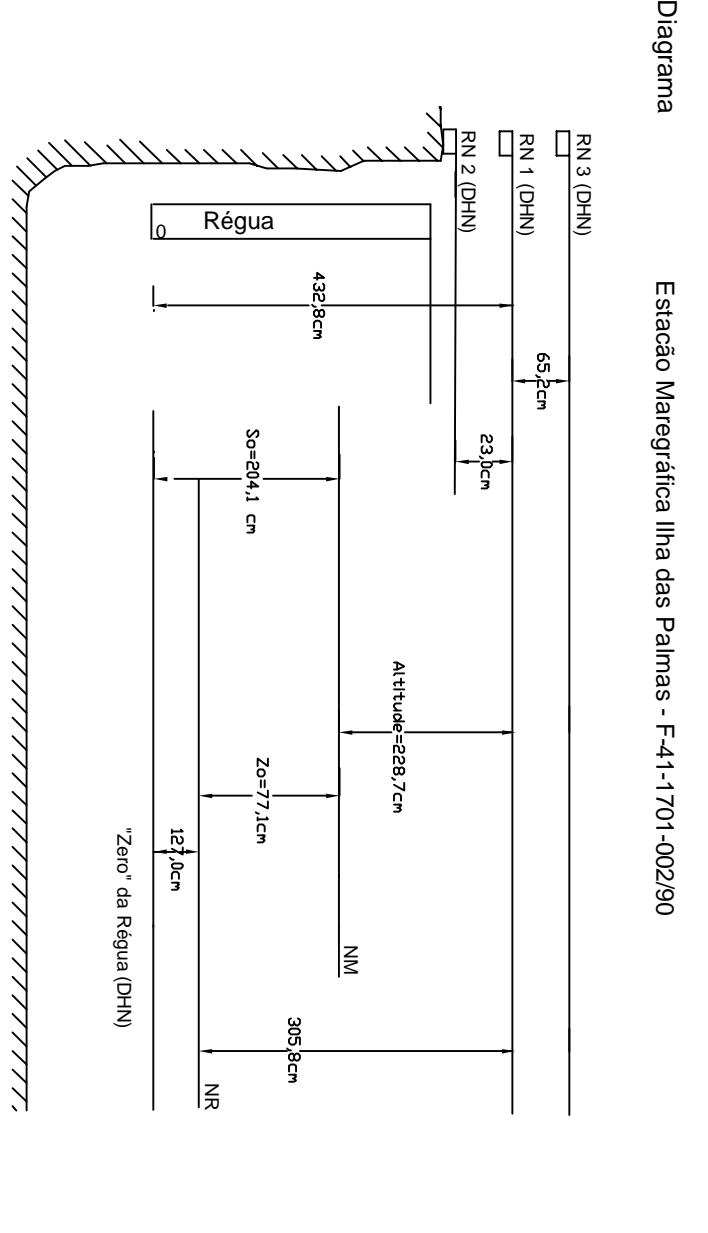 Diagrama
Estacão Maregráfica Ilha das Palmas - F-41-1701-002/90
RN 3 (DHN)
RN 1 (DHN)
RN 2 (DHN)
Régua
0
65,2cm
23,0cm
432,8cm
So=204,1 cm
Altitude=228,7cm
Zo=77,1cm
127,0cm
305,8cm
NM
NR
"Zero" da Régua (DHN)